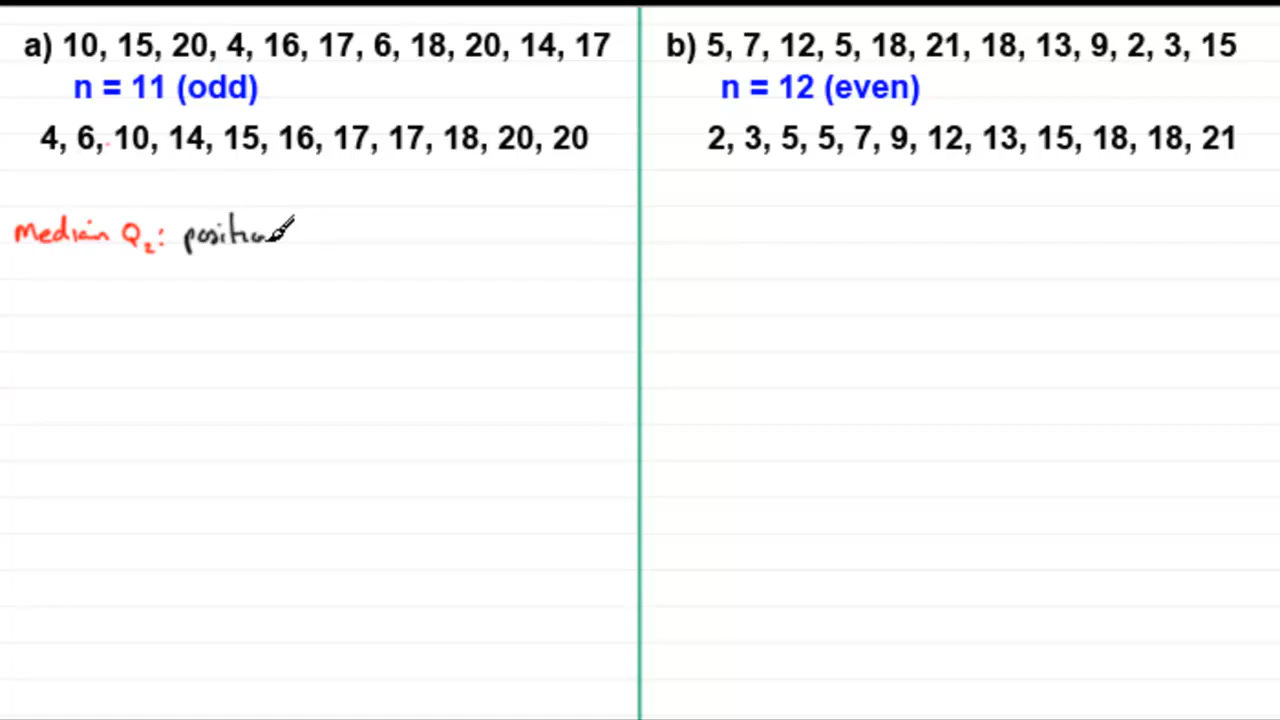 a) 10, 15, 20, 4, 16, 17, 6, 18, 20, 14, 17
n = 11 (odd)
4, 6, 10, 14, 15, 16, 17, 17, 18, 20, 20
Median Q₂: positio
b) 5, 7, 12, 5, 18, 21, 18, 13, 9, 2, 3, 15
n = 12 (even)
2, 3, 5, 5, 7, 9, 12, 13, 15, 18, 18, 21